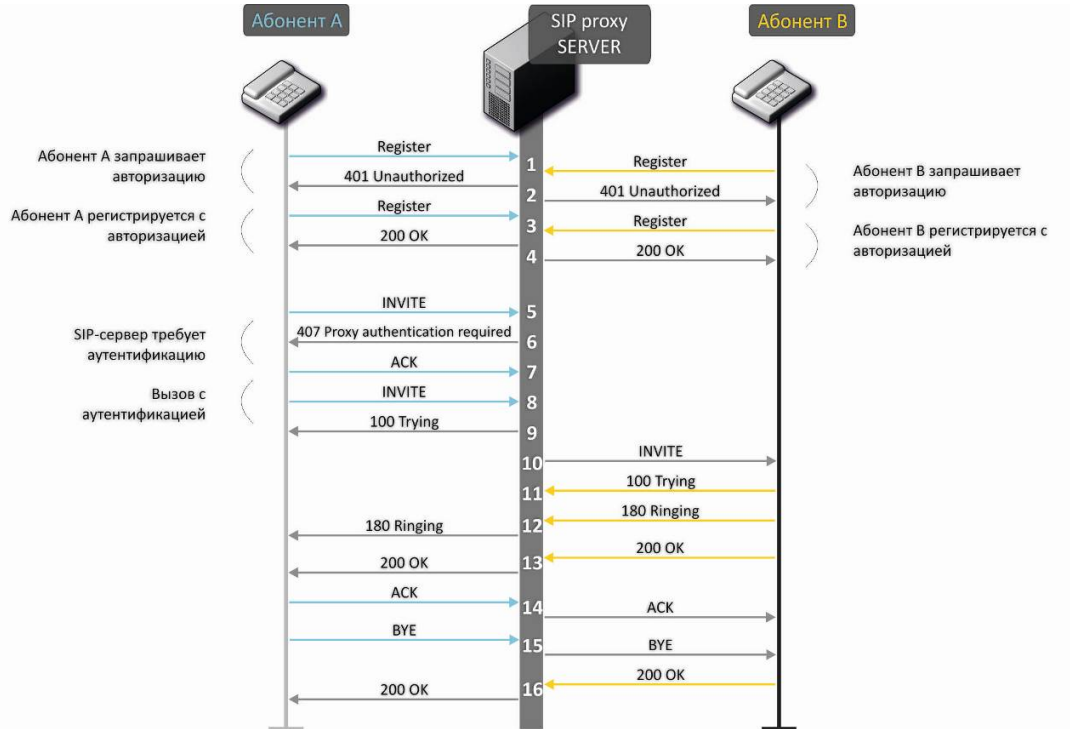 Абонент А
SIP proxy
SERVER
Абонент В
Абонент А запрашивает
авторизацию
Register
1
Register
401 Unauthorized
2
401 Unauthorized
Абонент В запрашивает
авторизацию
Абонент А регистрируется с
авторизацией
Register
3
Register
200 OK
4
200 OK
Абонент В регистрируется с
авторизацией
INVITE
5
SIP-сервер требует
аутентификацию
407 Proxy authentication required
6
ACK
7
Вызов с
аутентификацией
INVITE
8
100 Trying
9
INVITE
10
100 Trying
11
180 Ringing
12
180 Ringing
200 OK
13
200 OK
ACK
14
ACK
BYE
15
BYE
200 OK
16
200 OK